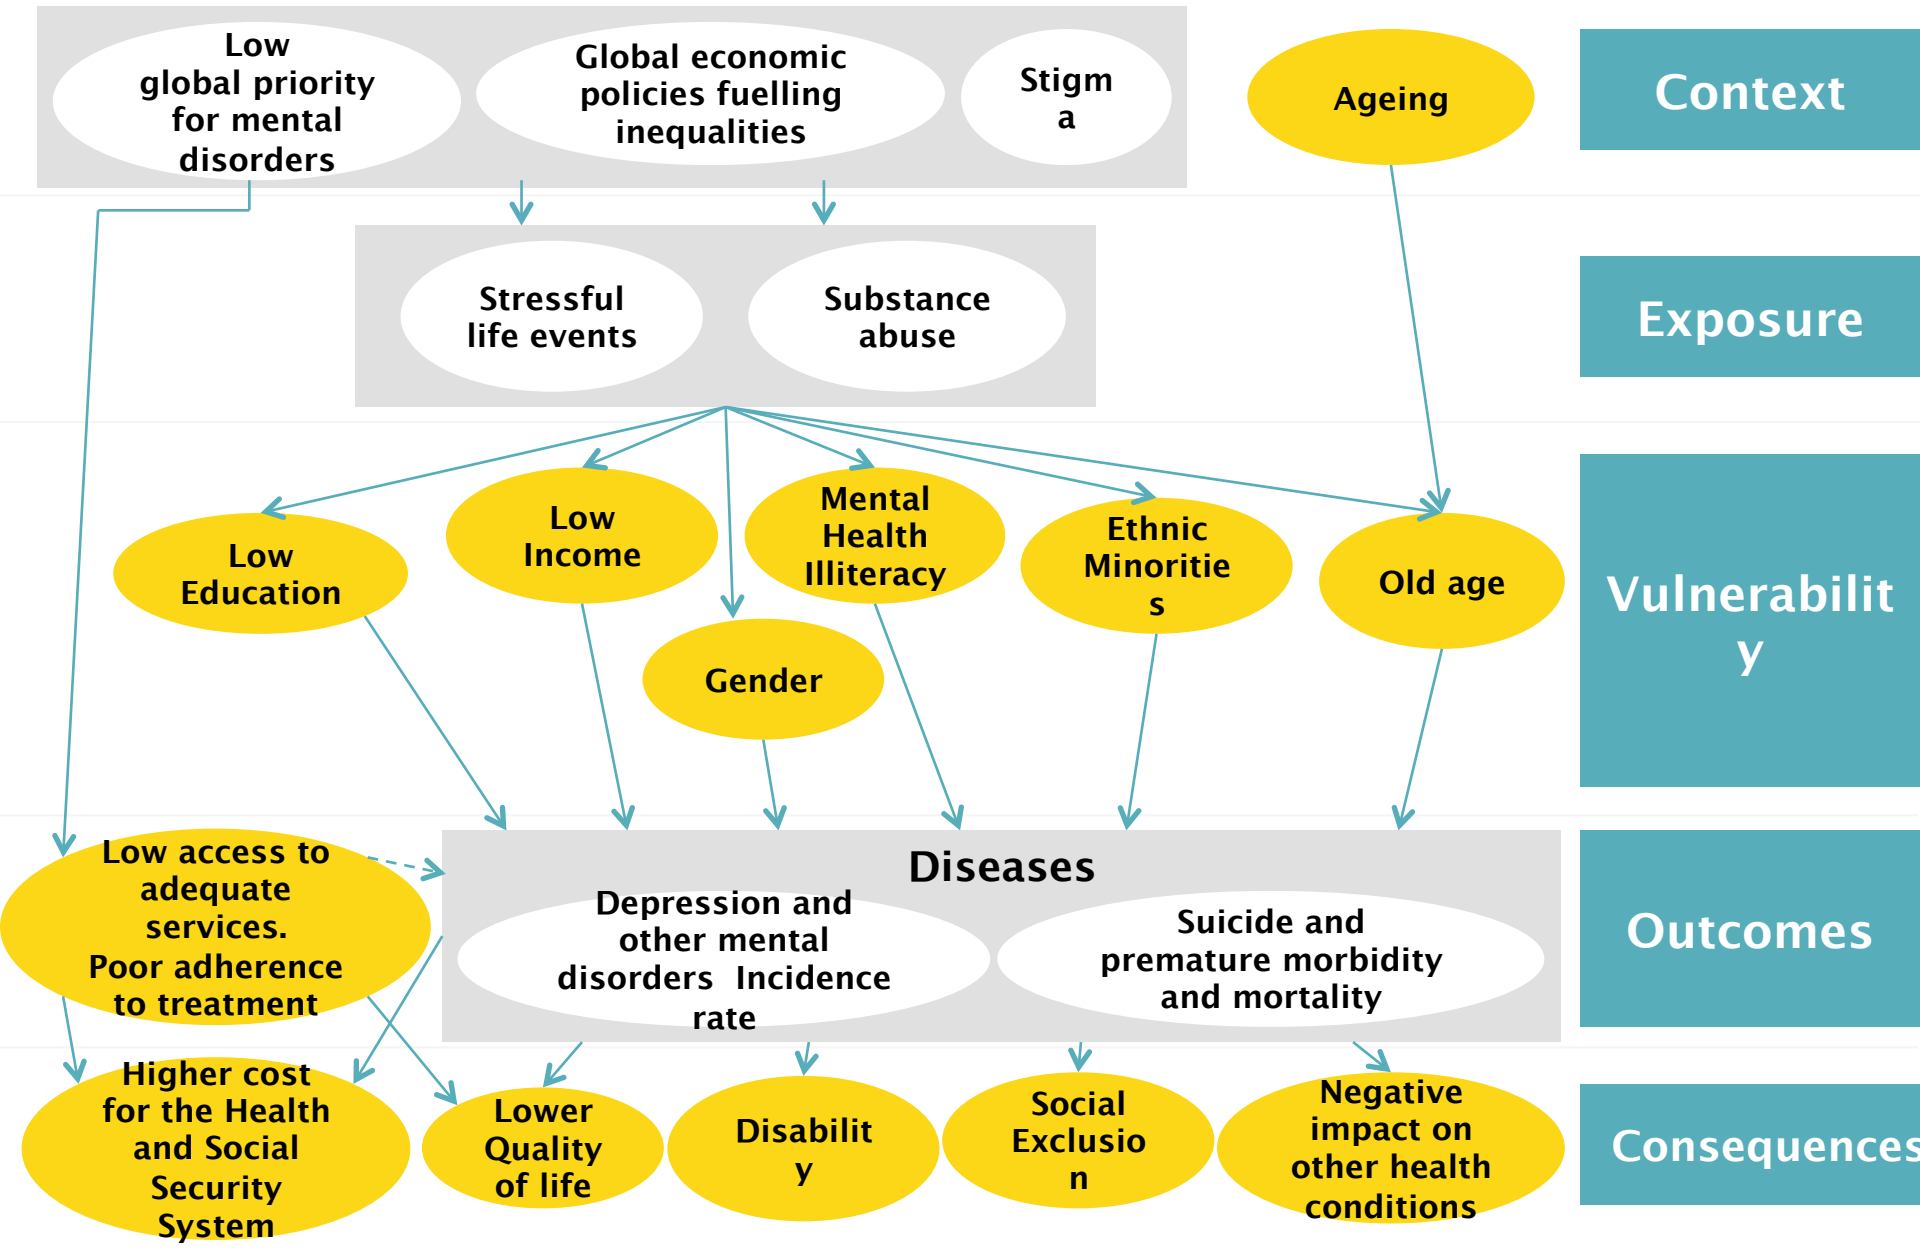 Low
global priority
for mental
disorders
Global economic
policies fuelling
inequalities
Stigm
a
Ageing
Context
Stressful
life events
Substance
abuse
Exposure
Low
Education
Low
Income
Gender
Mental
Health
Illiteracy
Ethnic
Minoritie
s
Old age
Vulnerabilit
y
Low access to
adequate
services.
Poor adherence
to treatment
Diseases
Depression and
other mental
disorders  Incidence
rate
Suicide and
premature morbidity
and mortality
Outcomes
Higher cost
for the Health
and Social
Security
System
Lower
Quality
of life
Disabilit
y
Social
Exclusio
n
Negative
impact on
other health
conditions
Consequences